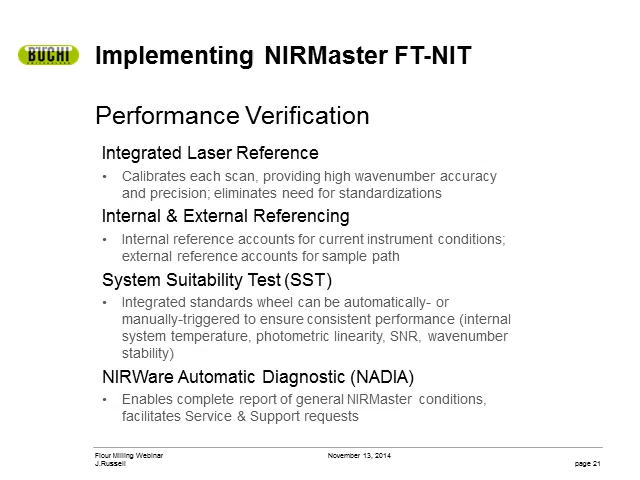 BUCHI
Implementing NIRMaster FT-NIT
Performance Verification
Integrated Laser Reference
• Calibrates each scan, providing high wavenumber accuracy
and precision; eliminates need for standardizations
Internal & External Referencing
• Internal reference accounts for current instrument conditions;
external reference accounts for sample path
System Suitability Test (SST)
• Integrated standards wheel can be automatically- or
manually-triggered to ensure consistent performance (internal
system temperature, photometric linearity, SNR, wavenumber
stability)
NIRWare Automatic Diagnostic (NADIA)
• Enables complete report of general NIRMaster conditions,
facilitates Service & Support requests
Flour Milling Webinar November 13, 2014
J.Russell page 21